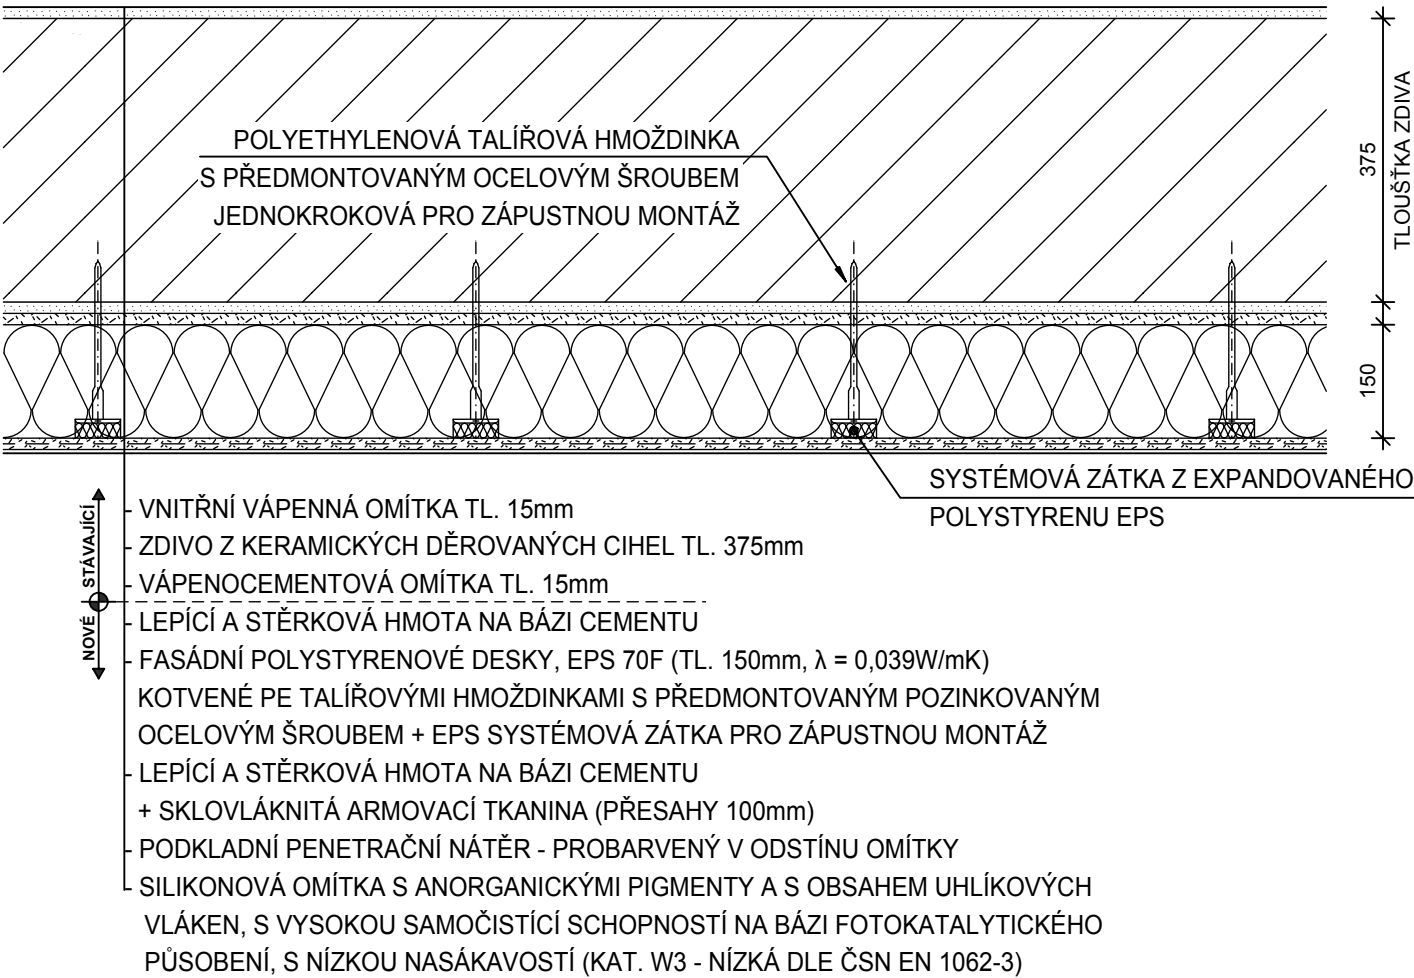 POLYETHYLENOVÁ TALÍŘOVÁ HMOŽDINKA
S PŘEDMONTOVANÝM OCELOVÝM ŠROUBEM
JEDNOKROKOVÁ PRO ZÁPUSTNOU MONTÁŽ
375
TLOUŠŤKA ZDIVA
150
SYSTÉMOVÁ ZÁTKA Z EXPANDOVANÉHO
POLYSTYRENU EPS
STÁVAJÍCÍ
NOVÉ
- VNITŘNÍ VÁPENNÁ OMÍTKA TL. 15mm
- ZDIVO Z KERAMICKÝCH DĚROVANÝCH CIHEL TL. 375mm
- VÁPENOCEMENTOVÁ OMÍTKA TL. 15mm
- LEPÍCÍ A STĚRKOVÁ HMOTA NA BÁZI CEMENTU
- FASÁDNÍ POLYSTYRENOVÉ DESKY, EPS 70F (TL. 150mm, λ = 0,039W/mK)
KOTVENÉ PE TALÍŘOVÝMI HMOŽDINKAMI S PŘEDMONTOVANÝM POZINKOVANÝM
OCELOVÝM ŠROUBEM + EPS SYSTÉMOVÁ ZÁTKA PRO ZÁPUSTNOU MONTÁŽ
- LEPÍCÍ A STĚRKOVÁ HMOTA NA BÁZI CEMENTU
+ SKLOVLÁKNITÁ ARMOVACÍ TKANINA (PŘESAHY 100mm)
- PODKLADNÍ PENETRAČNÍ NÁTĚR - PROBARVENÝ V ODSTÍNU OMÍTKY
- SILIKONOVÁ OMÍTKA S ANORGANICKÝMI PIGMENTY A S OBSAHEM UHLÍKOVÝCH
VLÁKEN, S VYSOKOU SAMOČISTÍCÍ SCHOPNOSTÍ NA BÁZI FOTOKATALYTICKÉHO
PŮSOBENÍ, S NÍZKOU NASÁKAVOSTÍ (KAT. W3 - NÍZKÁ DLE ČSN EN 1062-3)